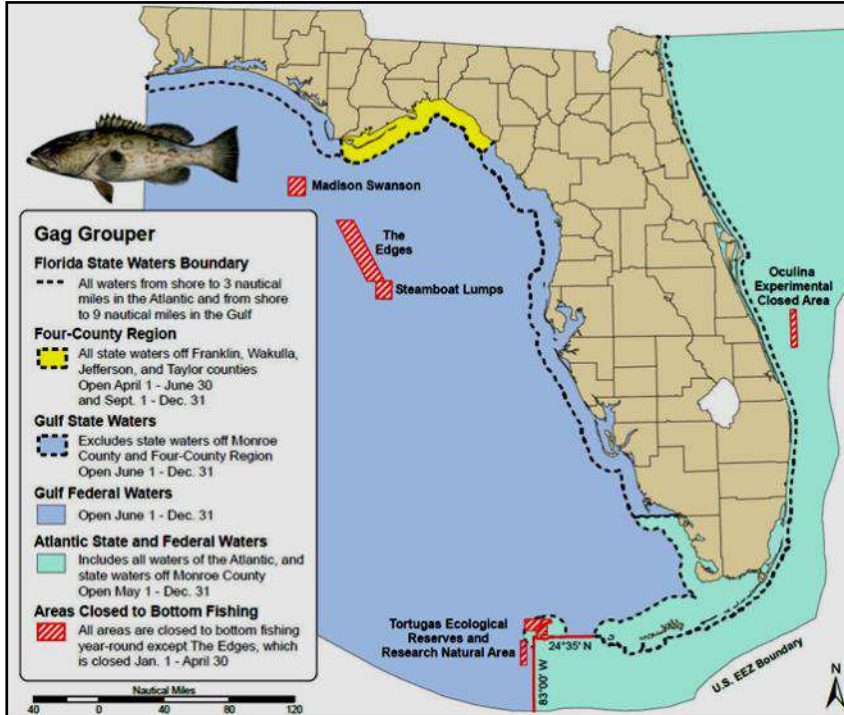 Madison Swanson
The
Edges
Steamboat Lumps
Oculina
Experimental
Closed Area
Gag Grouper
Florida State Waters Boundary
All waters from shore to 3 nautical
miles in the Atlantic and from shore
to 9 nautical miles in the Gulf
Four-County Region
All state waters off Franklin, Wakulla,
Jefferson, and Taylor counties
Open April 1 - June 30
and Sept. 1 - Dec. 31
Gulf State Waters
Excludes state waters off Monroe
County and Four-County Region
Open June 1 - Dec. 31
Gulf Federal Waters
Open June 1 - Dec. 31
Atlantic State and Federal Waters
Includes all waters of the Atlantic, and
state waters off Monroe County
Open May 1 - Dec. 31
Areas Closed to Bottom Fishing
All areas are closed to bottom fishing
year-round except The Edges, which
is closed Jan. 1 - April 30
Tortugas Ecological
Reserves and
Research Natural Area
24°35' N
83°00' W
U.S. EEZ Boundary
N
Nautical Miles
40 0 40 80 120